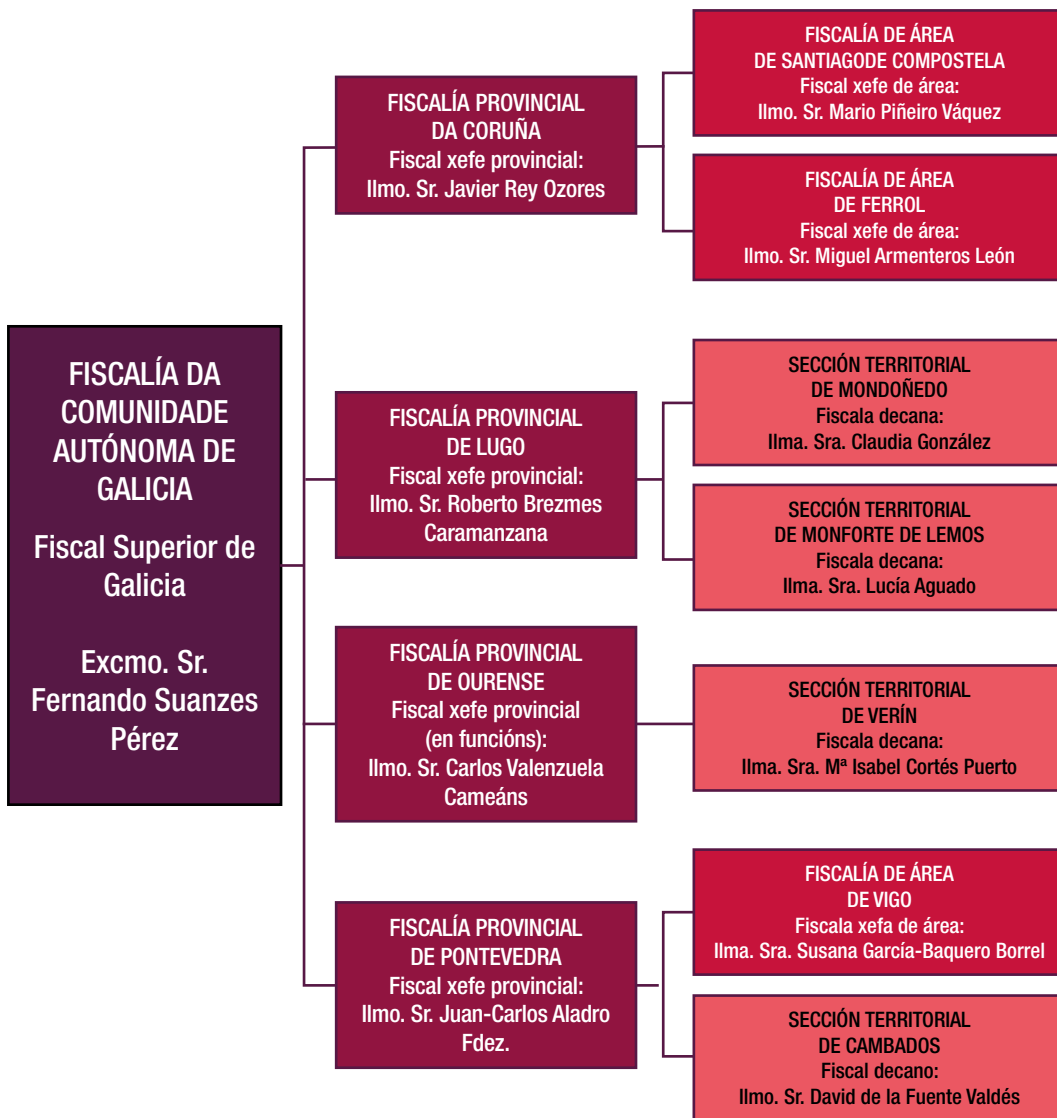 FISCALÍA DA
COMUNIDADE
AUTÓNOMA DE
GALICIA
Fiscal Superior de
Galicia
Excmo. Sr.
Fernando Suanzes
Pérez
FISCALÍA PROVINCIAL
DA CORUÑA
Fiscal xefe provincial:
Ilmo. Sr. Javier Rey Ozores
FISCALÍA DE ÁREA
DE SANTIAGODE COMPOSTELA
Fiscal xefe de área:
Ilmo. Sr. Mario Piñeiro Váquez
FISCALÍA DE ÁREA
DE FERROL
Fiscal xefe de área:
Ilmo. Sr. Miguel Armenteros León
FISCALÍA PROVINCIAL
DE LUGO
Fiscal xefe provincial:
Ilmo. Sr. Roberto Brezmes
Caramanzana
SECCIÓN TERRITORIAL
DE MONDOÑEDO
Fiscala decana:
Ilma. Sra. Claudia González
SECCIÓN TERRITORIAL
DE MONFORTE DE LEMOS
Fiscala decana:
Ilma. Sra. Lucía Aguado
FISCALÍA PROVINCIAL
DE OURENSE
Fiscal xefe provincial
(en funcións):
Ilmo. Sr. Carlos Valenzuela
Cameáns
SECCIÓN TERRITORIAL
DE VERÍN
Fiscala decana:
Ilma. Sra. Mª Isabel Cortés Puerto
FISCALÍA PROVINCIAL
DE PONTEVEDRA
Fiscal xefe provincial:
Ilmo. Sr. Juan-Carlos Aladro
Fdez.
FISCALÍA DE ÁREA
DE VIGO
Fiscala xefa de área:
Ilma. Sra. Susana García-Baquero Borrel
SECCIÓN TERRITORIAL
DE CAMBADOS
Fiscal decano:
Ilmo. Sr. David de la Fuente Valdés